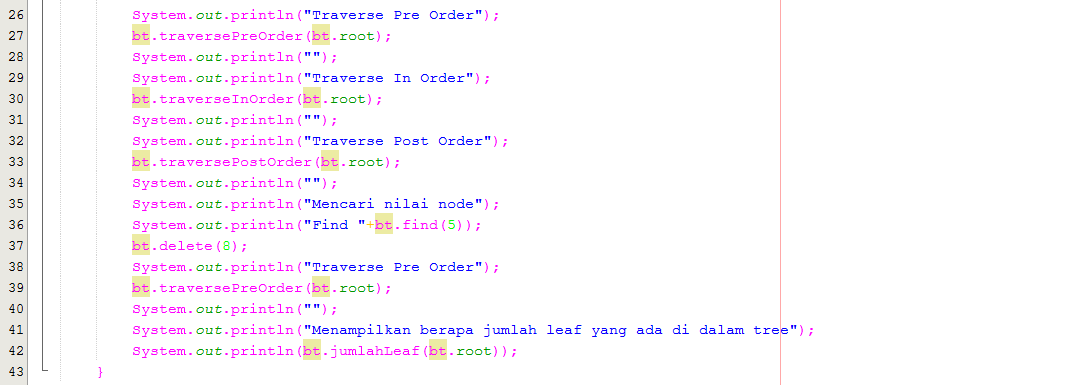 26 System.out.println("Traverse Pre Order");
27 bt.traversePreOrder(bt.root);
28 System.out.println("");
29 System.out.println("Traverse In Order");
30 bt.traverseInOrder(bt.root);
31 System.out.println("");
32 System.out.println("Traverse Post Order");
33 bt.traversePostOrder(bt.root);
34 System.out.println("");
35 System.out.println("Mencari nilai node");
36 System.out.println("Find "+bt.find(5));
37 bt.delete(8);
38 System.out.println("Traverse Pre Order");
39 bt.traversePreOrder(bt.root);
40 System.out.println("");
41 System.out.println("Menampilkan berapa jumlah leaf yang ada di dalam tree");
42 System.out.println(bt.jumlahLeaf(bt.root));
43 }